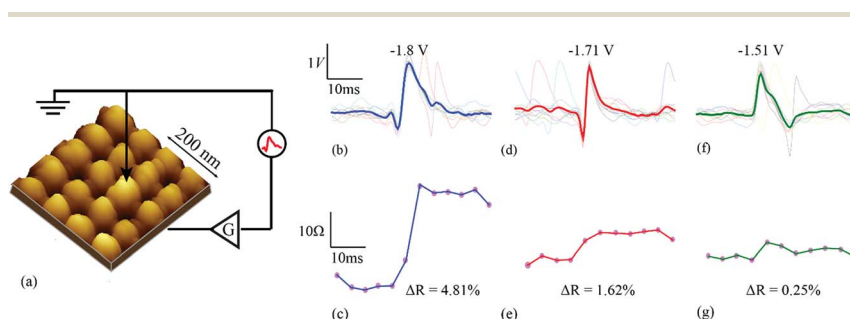 200 nm
G
(a)
1V
10ms
-1.8 V
(b)
-1.71 V
(d)
-1.51 V
(f)
10Ω
10ms
ΔR = 4.81%
(c)
ΔR = 1.62%
(e)
ΔR = 0.25%
(g)